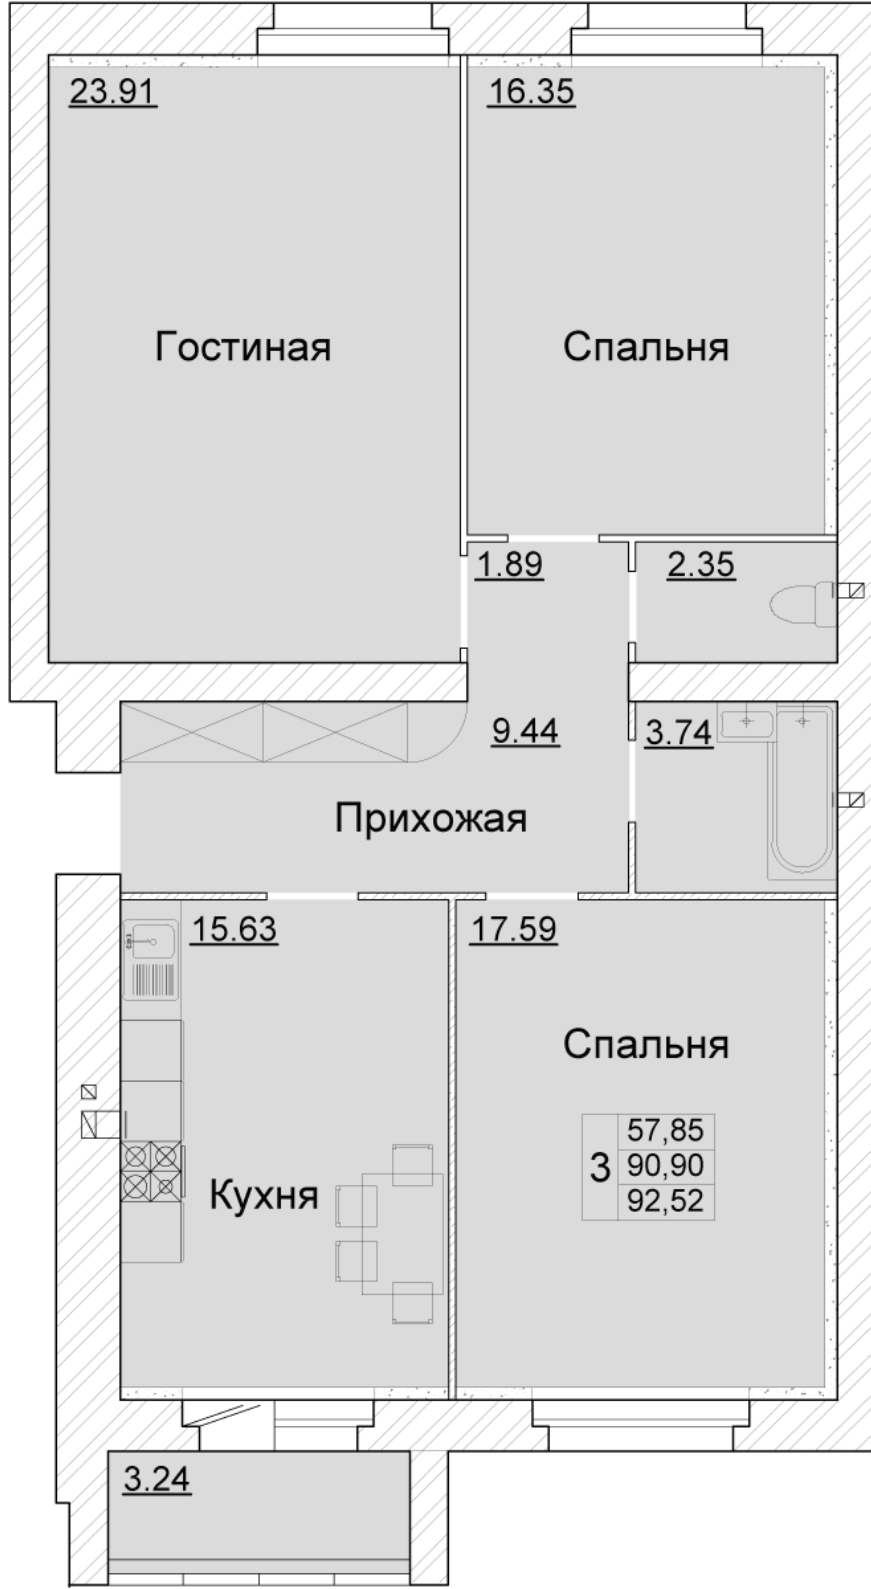 23.91
16.35
Гостиная
Спальня
1.89
2.35
9.44
3.74
Прихожая
15.63
17.59
Спальня
57,85
3
90,90
92,52
Кухня
3.24